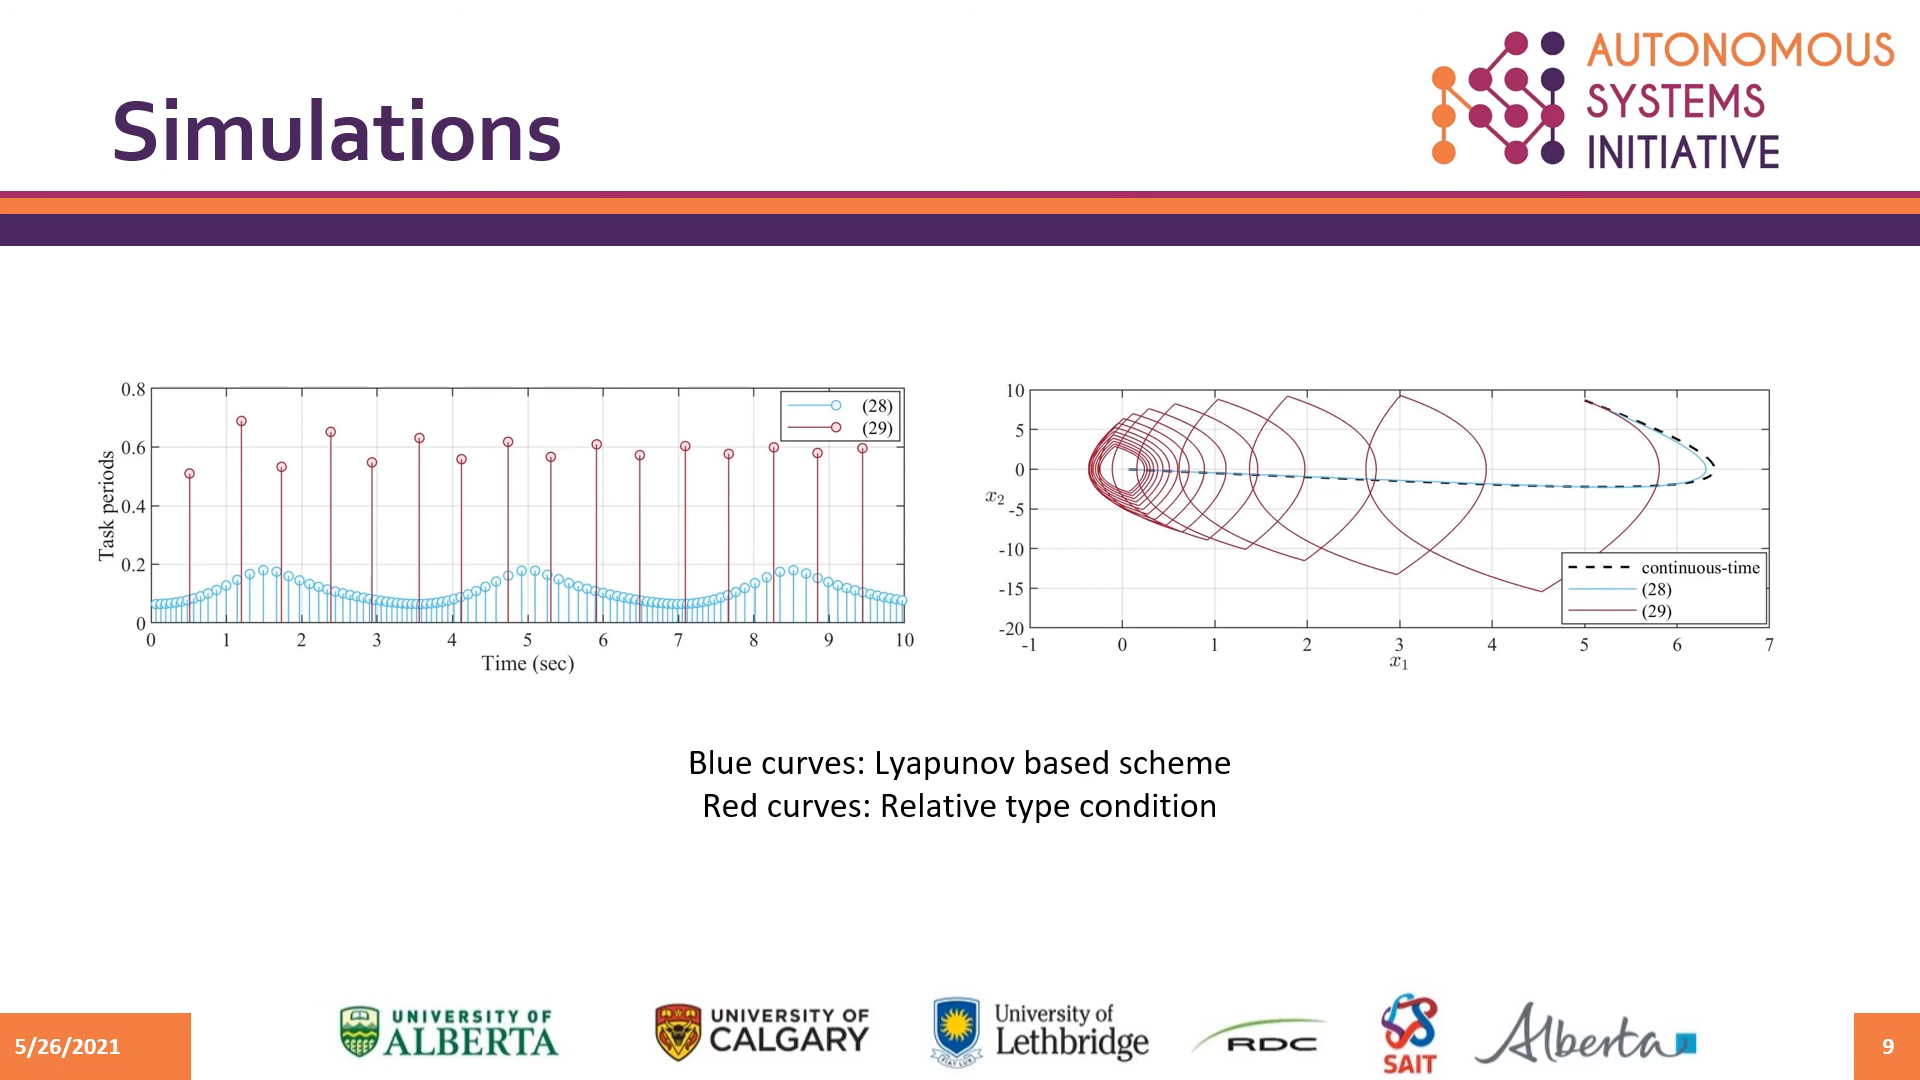 AUTONOMOUS
SYSTEMS
INITIATIVE
Simulations
0.8
0.6
0.4
0.2
0
Task periods
0 1 2 3 4 5 6 7 8 9 10
Time (sec)
(28)
(29)
10
5
0
-5
-10
-15
-20
x2
-1 0 1 2 3 4 5 6 7
x1
continuous-time
(28)
(29)
Blue curves: Lyapunov based scheme
Red curves: Relative type condition
5/26/2021
UNIVERSITY OF
ALBERTA
UNIVERSITY OF
CALGARY
FIAT LUX
University of
Lethbridge
RDC
SAIT
Alberta
9